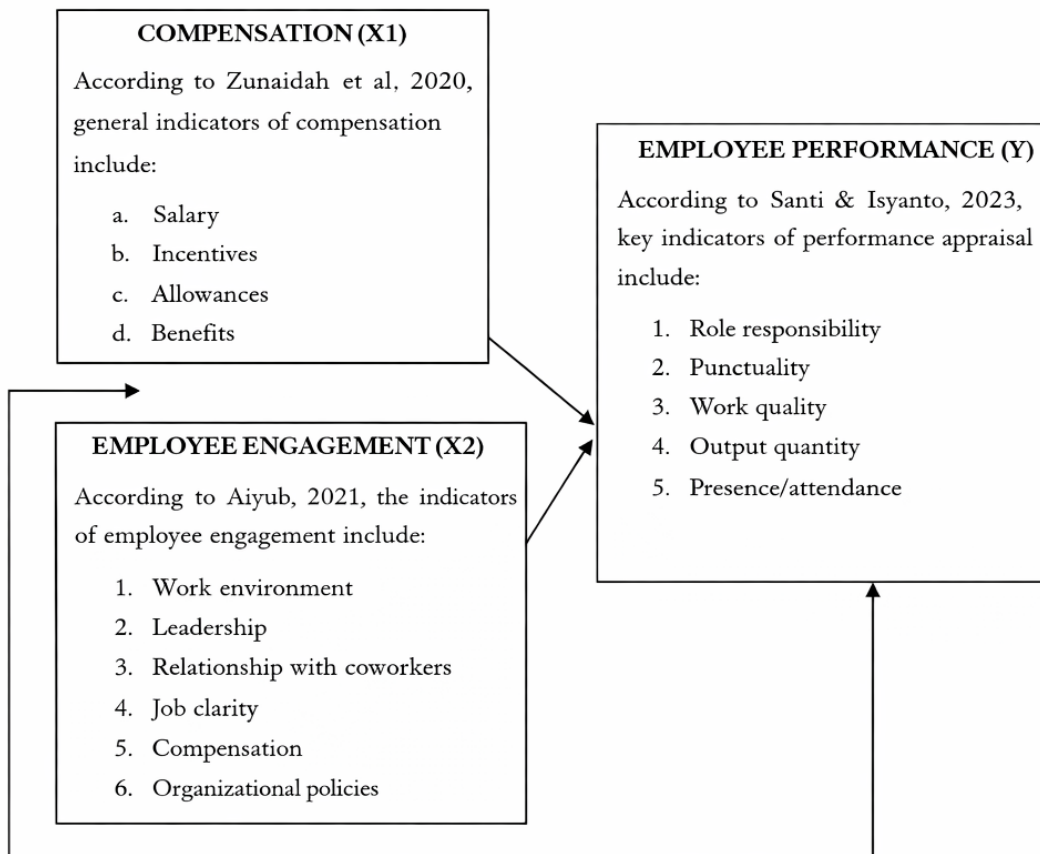 COMPENSATION (X1)
According to Zunaidah et al, 2020,
general indicators of compensation
include:
a. Salary
b. Incentives
c. Allowances
d. Benefits
EMPLOYEE ENGAGEMENT (X2)
According to Aiyub, 2021, the indicators
of employee engagement include:
1. Work environment
2. Leadership
3. Relationship with coworkers
4. Job clarity
5. Compensation
6. Organizational policies
EMPLOYEE PERFORMANCE (Y)
According to Santi & Isyanto, 2023,
key indicators of performance appraisal
include:
1. Role responsibility
2. Punctuality
3. Work quality
4. Output quantity
5. Presence/attendance